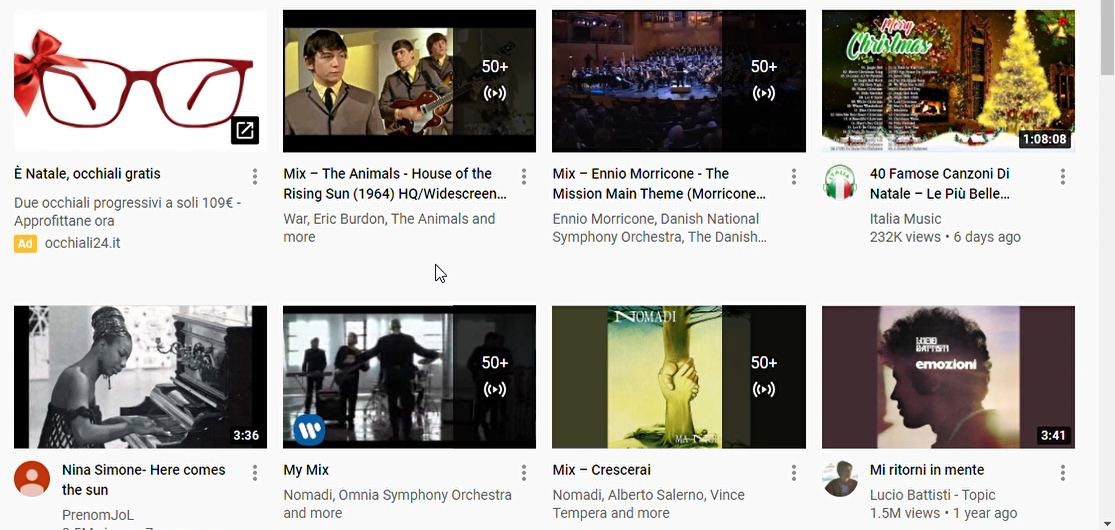 È Natale, occhiali gratis
Due occhiali progressivi a soli 109€ -
Approfittane ora
Ad occhiali24.it
50+
Mix – The Animals - House of the
Rising Sun (1964) HQ/Widescreen…
War, Eric Burdon, The Animals and
more
50+
Mix – Ennio Morricone - The
Mission Main Theme (Morricone…
Ennio Morricone, Danish National
Symphony Orchestra, The Danish…
Merry
Christmas
1:08:08
ITALIA
40 Famose Canzoni Di
Natale – Le Più Belle…
Italia Music
232K views • 6 days ago
3:36
Nina Simone- Here comes
the sun
PrenomJoL
50+
My Mix
Nomadi, Omnia Symphony Orchestra
and more
NOMADI
50+
Mix – Crescerai
Nomadi, Alberto Salerno, Vince
Tempera and more
LUCIO
BATTISTI
emozioni
3:41
Mi ritorni in mente
Lucio Battisti - Topic
1.5M views • 1 year ago